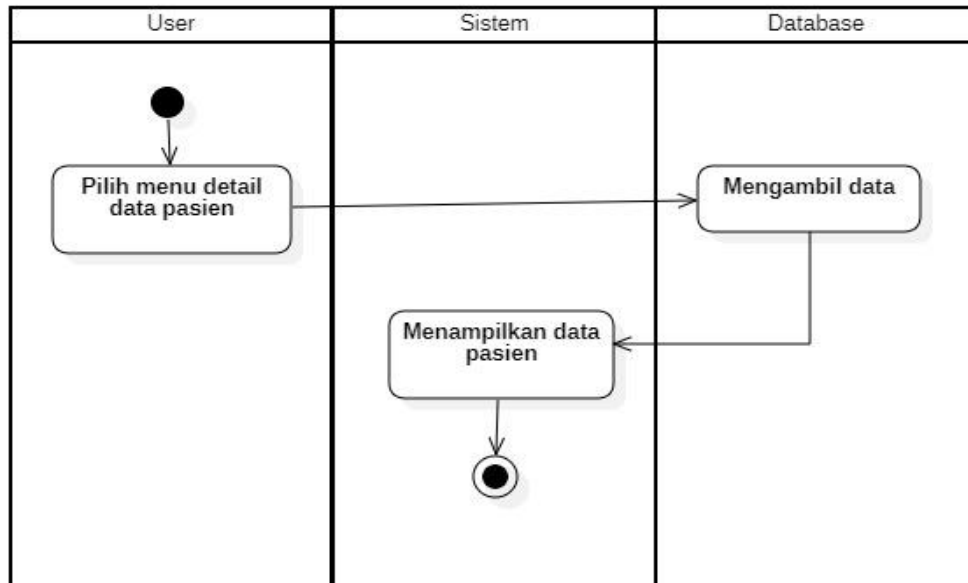 User
Sistem
Database
Pilih menu detail
data pasien
Mengambil data
Menampilkan data
pasien